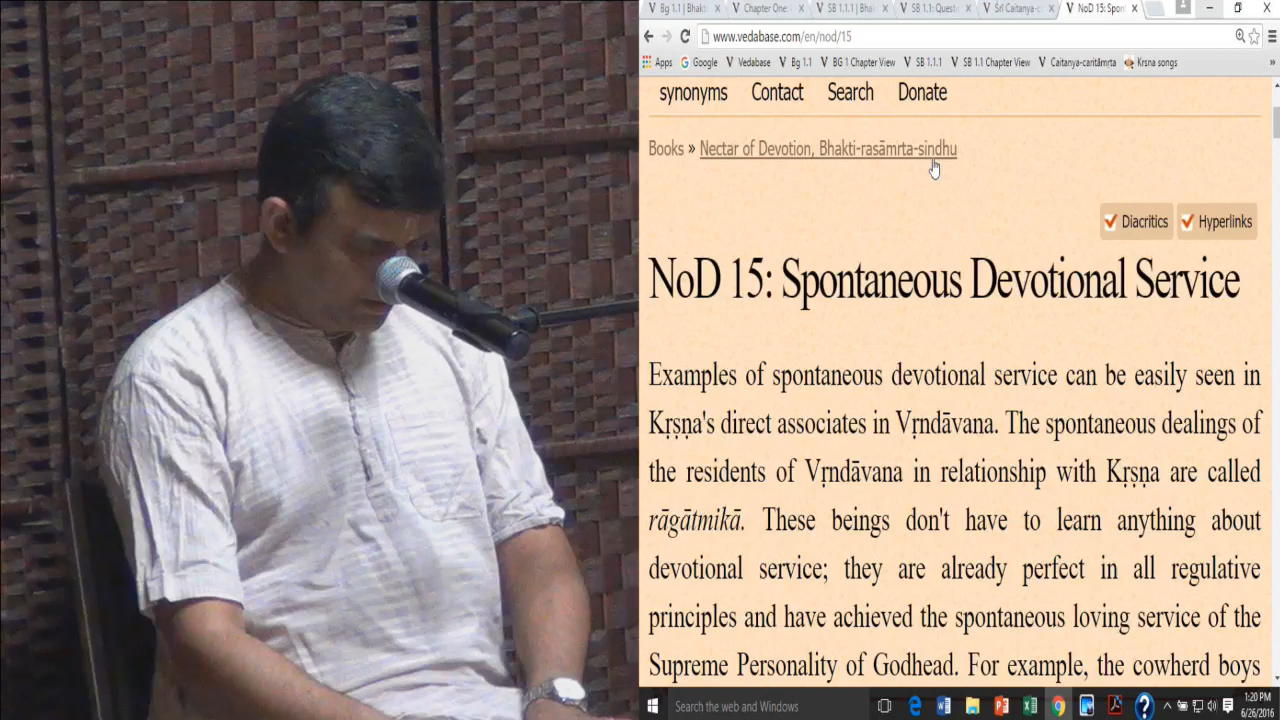 Bg 1.1 | Bhakt
Chapter One:
SB 1.1.1 | Bha
SB 1.1: Quest
Śrī Caitanya-c
NoD 15: Spon
www.vedabase.com/en/nod/15
Apps Google Vedabase Bg 1.1 BG 1 Chapter View SB 1.1.1 SB 1.1 Chapter View Caitanya-caritāmṛta Krsna songs »
synonyms Contact Search Donate
Books » Nectar of Devotion, Bhakti-rasāmṛta-sindhu
Diacritics Hyperlinks
NoD 15: Spontaneous Devotional Service
Examples of spontaneous devotional service can be easily seen in
Kṛṣṇa's direct associates in Vṛndāvana. The spontaneous dealings of
the residents of Vṛndāvana in relationship with Kṛṣṇa are called
rāgātmikā. These beings don't have to learn anything about
devotional service; they are already perfect in all regulative
principles and have achieved the spontaneous loving service of the
Supreme Personality of Godhead. For example, the cowherd boys
Search the web and Windows
1:20 PM
6/26/2016